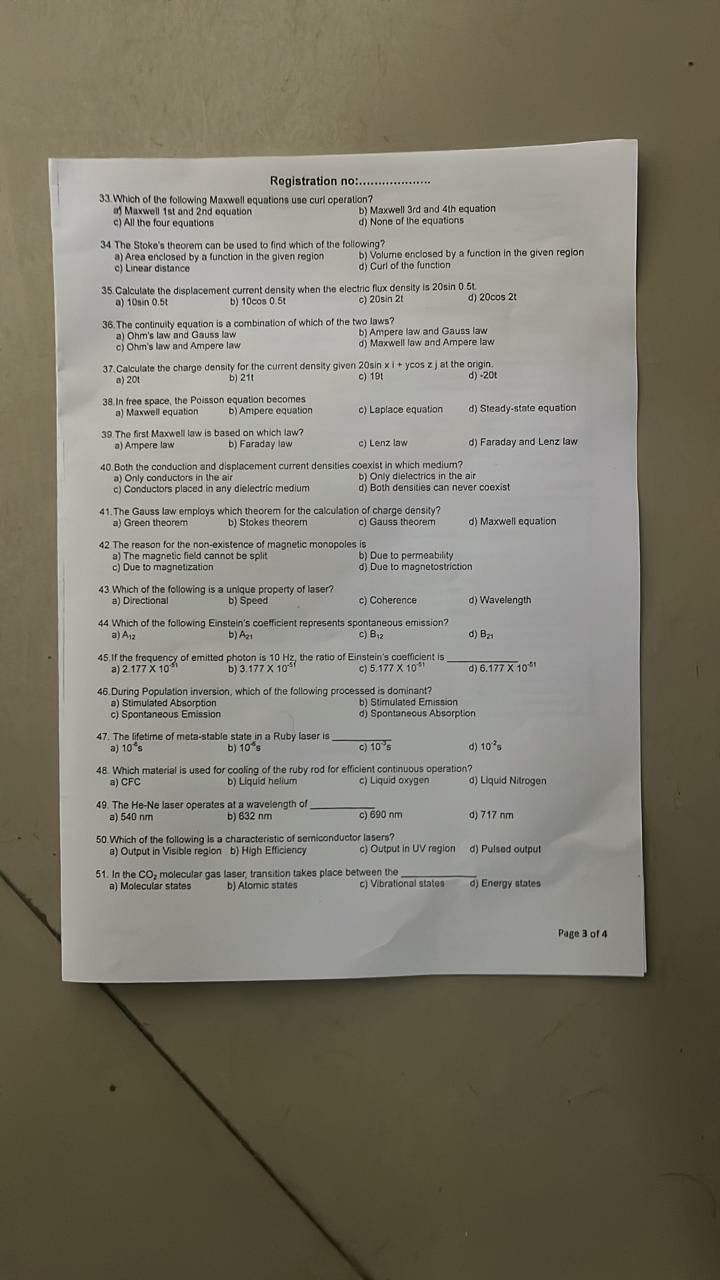 Registration no:...................
33.Which of the following Maxwell equations use curl operation?
a) Maxwell 1st and 2nd equation b) Maxwell 3rd and 4th equation
c) All the four equations d) None of the equations
34 The Stoke's theorem can be used to find which of the following?
a) Area enclosed by a function in the given region b) Volume enclosed by a function in the given region
c) Linear distance d) Curl of the function
35.Calculate the displacement current density when the electric flux density is 20sin 0.5t.
a) 10sin 0.5t b) 10cos 0.5t c) 20sin 2t d) 20cos 2t
36.The continuity equation is a combination of which of the two laws?
a) Ohm's law and Gauss law b) Ampere law and Gauss law
c) Ohm's law and Ampere law d) Maxwell law and Ampere law
37.Calculate the charge density for the current density given 20sin x i + ycos z j at the origin.
a) 20t b) 21t c) 19t d) -20t
38.In free space, the Poisson equation becomes
a) Maxwell equation b) Ampere equation c) Laplace equation d) Steady-state equation
39.The first Maxwell law is based on which law?
a) Ampere law b) Faraday law c) Lenz law d) Faraday and Lenz law
40.Both the conduction and displacement current densities coexist in which medium?
a) Only conductors in the air b) Only dielectrics in the air
c) Conductors placed in any dielectric medium d) Both densities can never coexist
41.The Gauss law employs which theorem for the calculation of charge density?
a) Green theorem b) Stokes theorem c) Gauss theorem d) Maxwell equation
42.The reason for the non-existence of magnetic monopoles is
a) The magnetic field cannot be split b) Due to permeability
c) Due to magnetization d) Due to magnetostriction
43 Which of the following is a unique property of laser?
a) Directional b) Speed c) Coherence d) Wavelength
44.Which of the following Einstein's coefficient represents spontaneous emission?
a) A₁₂ b) A₂₁ c) B₁₂ d) B₂₁
45.If the frequency of emitted photon is 10 Hz, the ratio of Einstein's coefficient is ____________
a) 2.177 X 10⁻⁵¹ b) 3.177 X 10⁻⁵¹ c) 5.177 X 10⁻⁵¹ d) 6.177 X 10⁻⁵¹
46.During Population inversion, which of the following processed is dominant?
a) Stimulated Absorption b) Stimulated Emission
c) Spontaneous Emission d) Spontaneous Absorption
47. The lifetime of meta-stable state in a Ruby laser is ______________
a) 10 s b) 10 s c) 10⁻³s d) 10⁻²s
48. Which material is used for cooling of the ruby rod for efficient continuous operation?
a) CFC b) Liquid helium c) Liquid oxygen d) Liquid Nitrogen
49. The He-Ne laser operates at a wavelength of ___________
a) 540 nm b) 632 nm c) 690 nm d) 717 nm
50.Which of the following is a characteristic of semiconductor lasers?
a) Output in Visible region b) High Efficiency c) Output in UV region d) Pulsed output
51. In the CO₂ molecular gas laser, transition takes place between the _____________
a) Molecular states b) Atomic states c) Vibrational states d) Energy states
Page 3 of 4